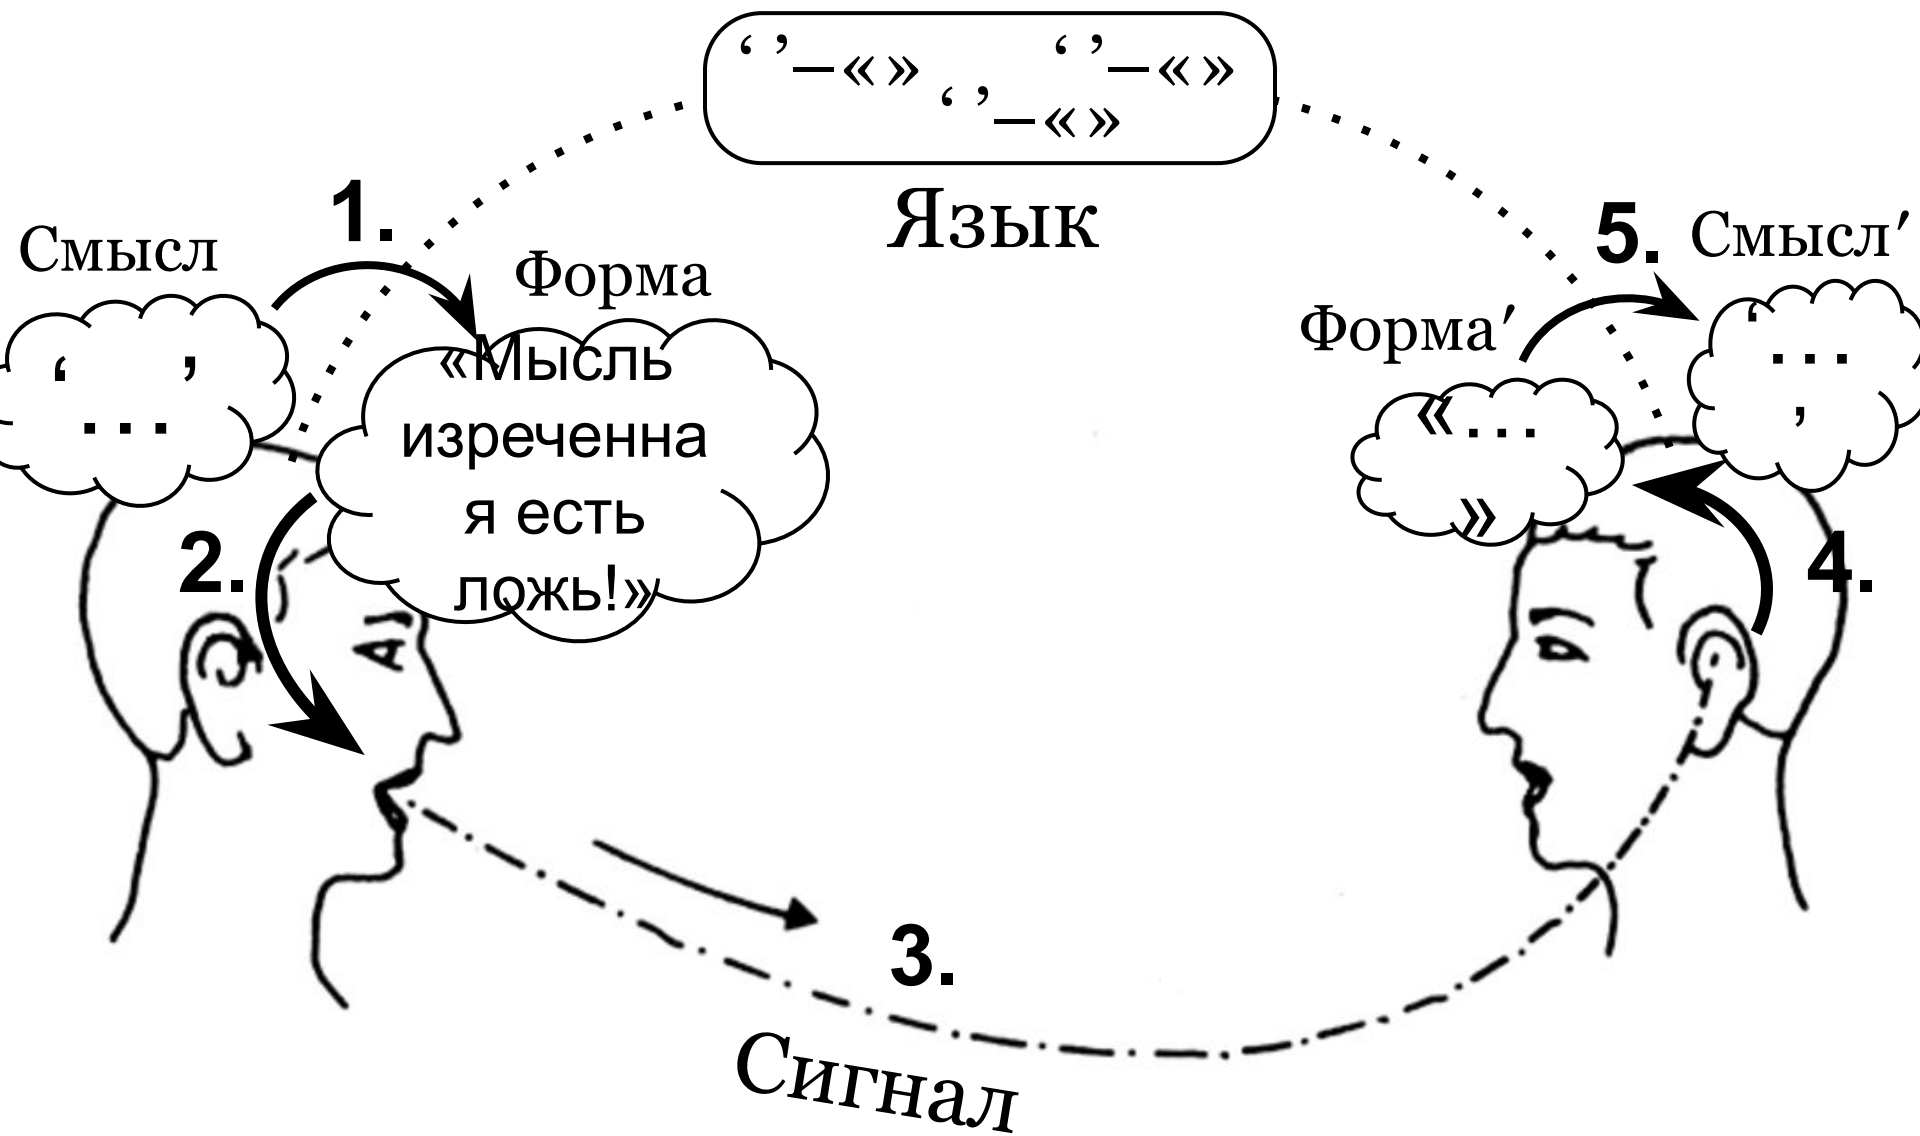 ‘ ’–«» ‘ ’–«»
‘ ’–«»
Язык
1.
Смысл
Форма
‘ ’
...
«Мысль
изреченна
я есть
ложь!»
2.
5.
Смысл′
Форма′
‘
...
’
«...
»
4.
3.
Сигнал